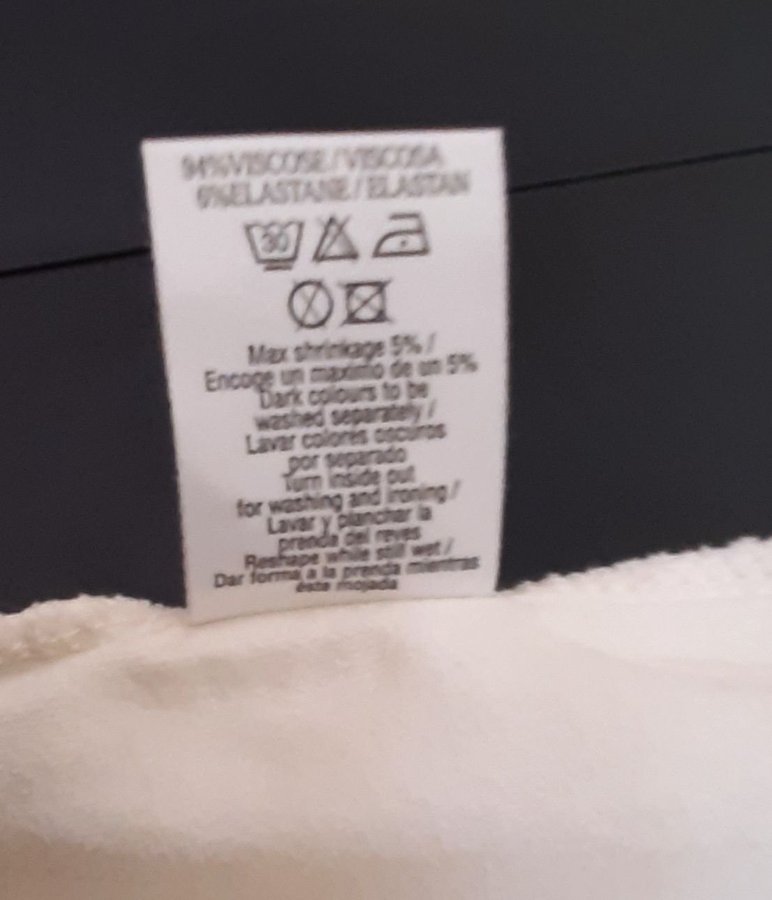 94%VISCOSE/VISCOSA
6%ELASTANE/ELASTAN
30
Max shrinkage 5% /
Encoge un maximo de un 5%
Dark colours to be
washed separately /
Lavar colores oscuros
por separado
Turn inside out
for washing and ironing /
Lavar y planchar la
prenda del reves
Reshape while still wet /
Dar forma a la prenda mientras
éste mojada